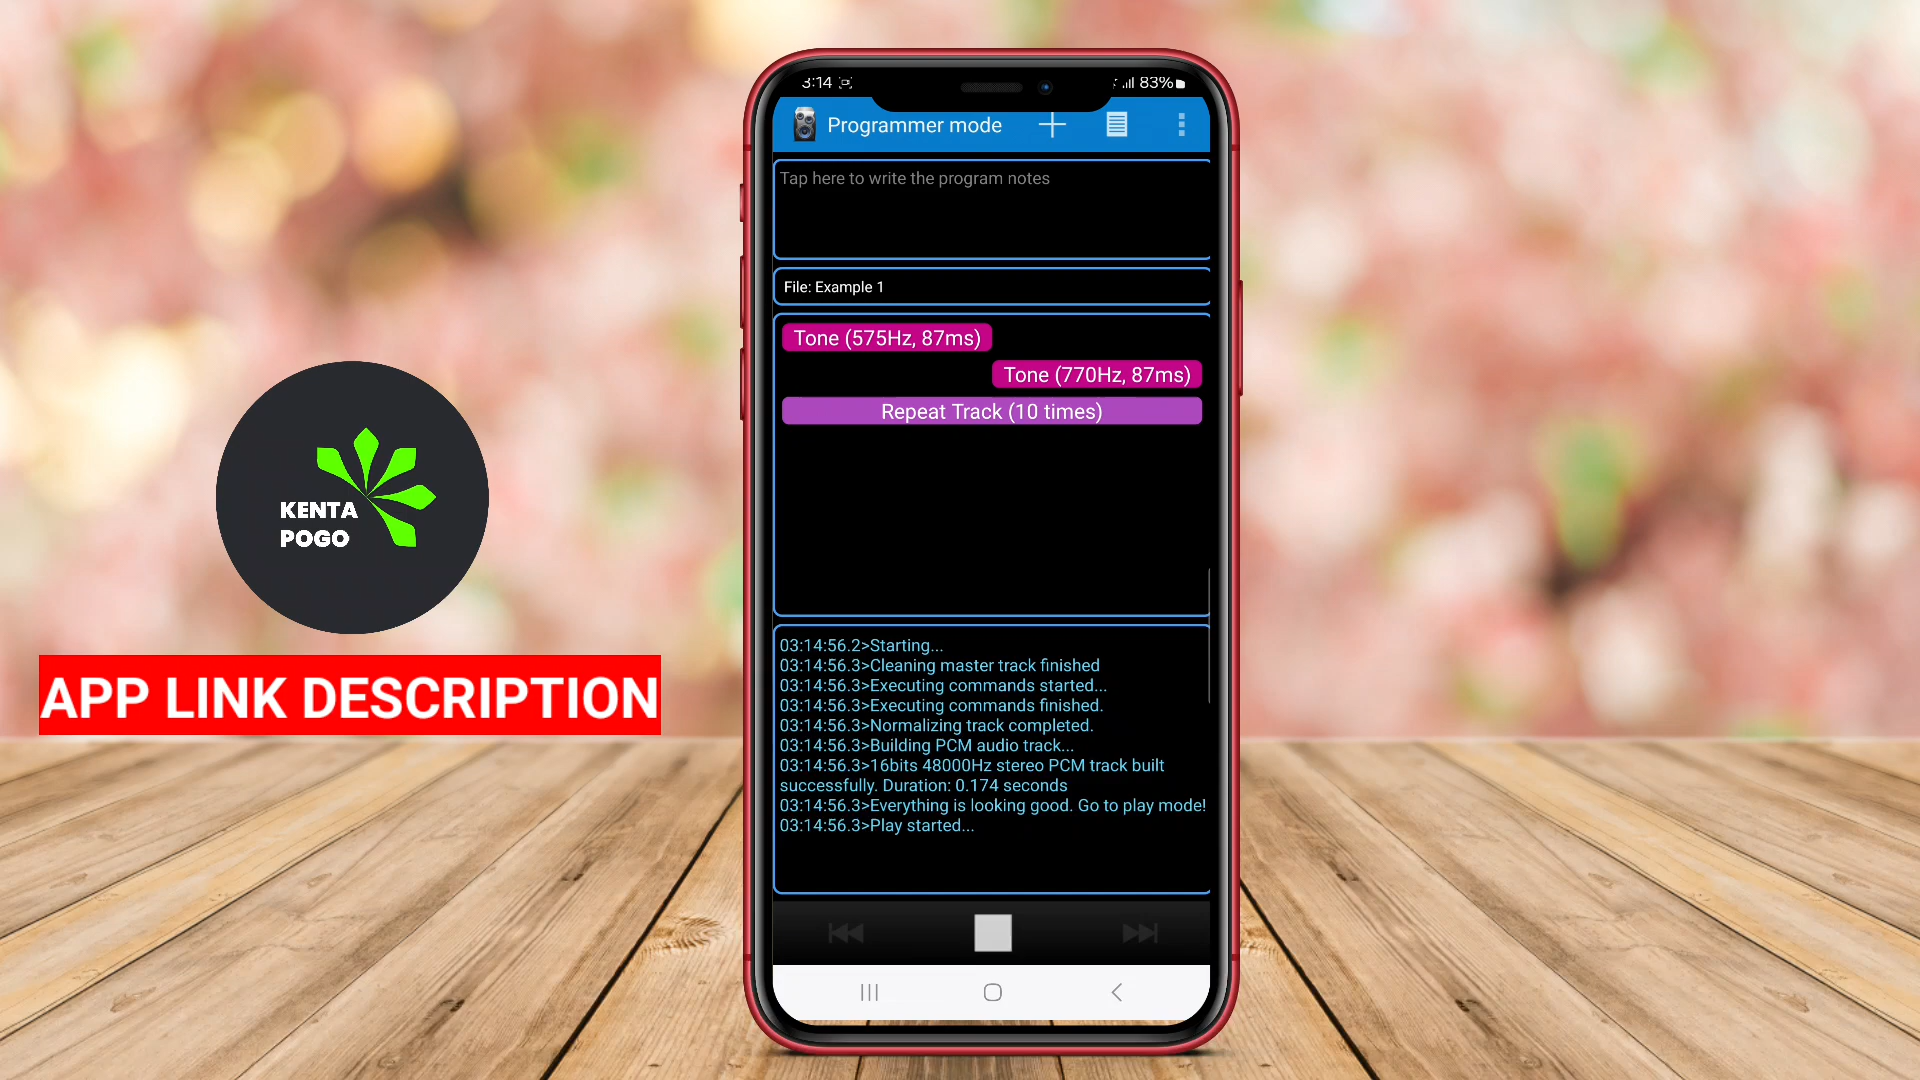 3:14
83%
Programmer mode
Tap here to write the program notes
File: Example 1
Tone (575Hz, 87ms)
Tone (770Hz, 87ms)
Repeat Track (10 times)
03:14:56.2>Starting...
03:14:56.3>Cleaning master track finished
03:14:56.3>Executing commands started...
03:14:56.3>Executing commands finished.
03:14:56.3>Normalizing track completed.
03:14:56.3>Building PCM audio track...
03:14:56.3>16bits 48000Hz stereo PCM track built
successfully. Duration: 0.174 seconds
03:14:56.3>Everything is looking good. Go to play mode!
03:14:56.3>Play started...
KENTA
POGO
APP LINK DESCRIPTION